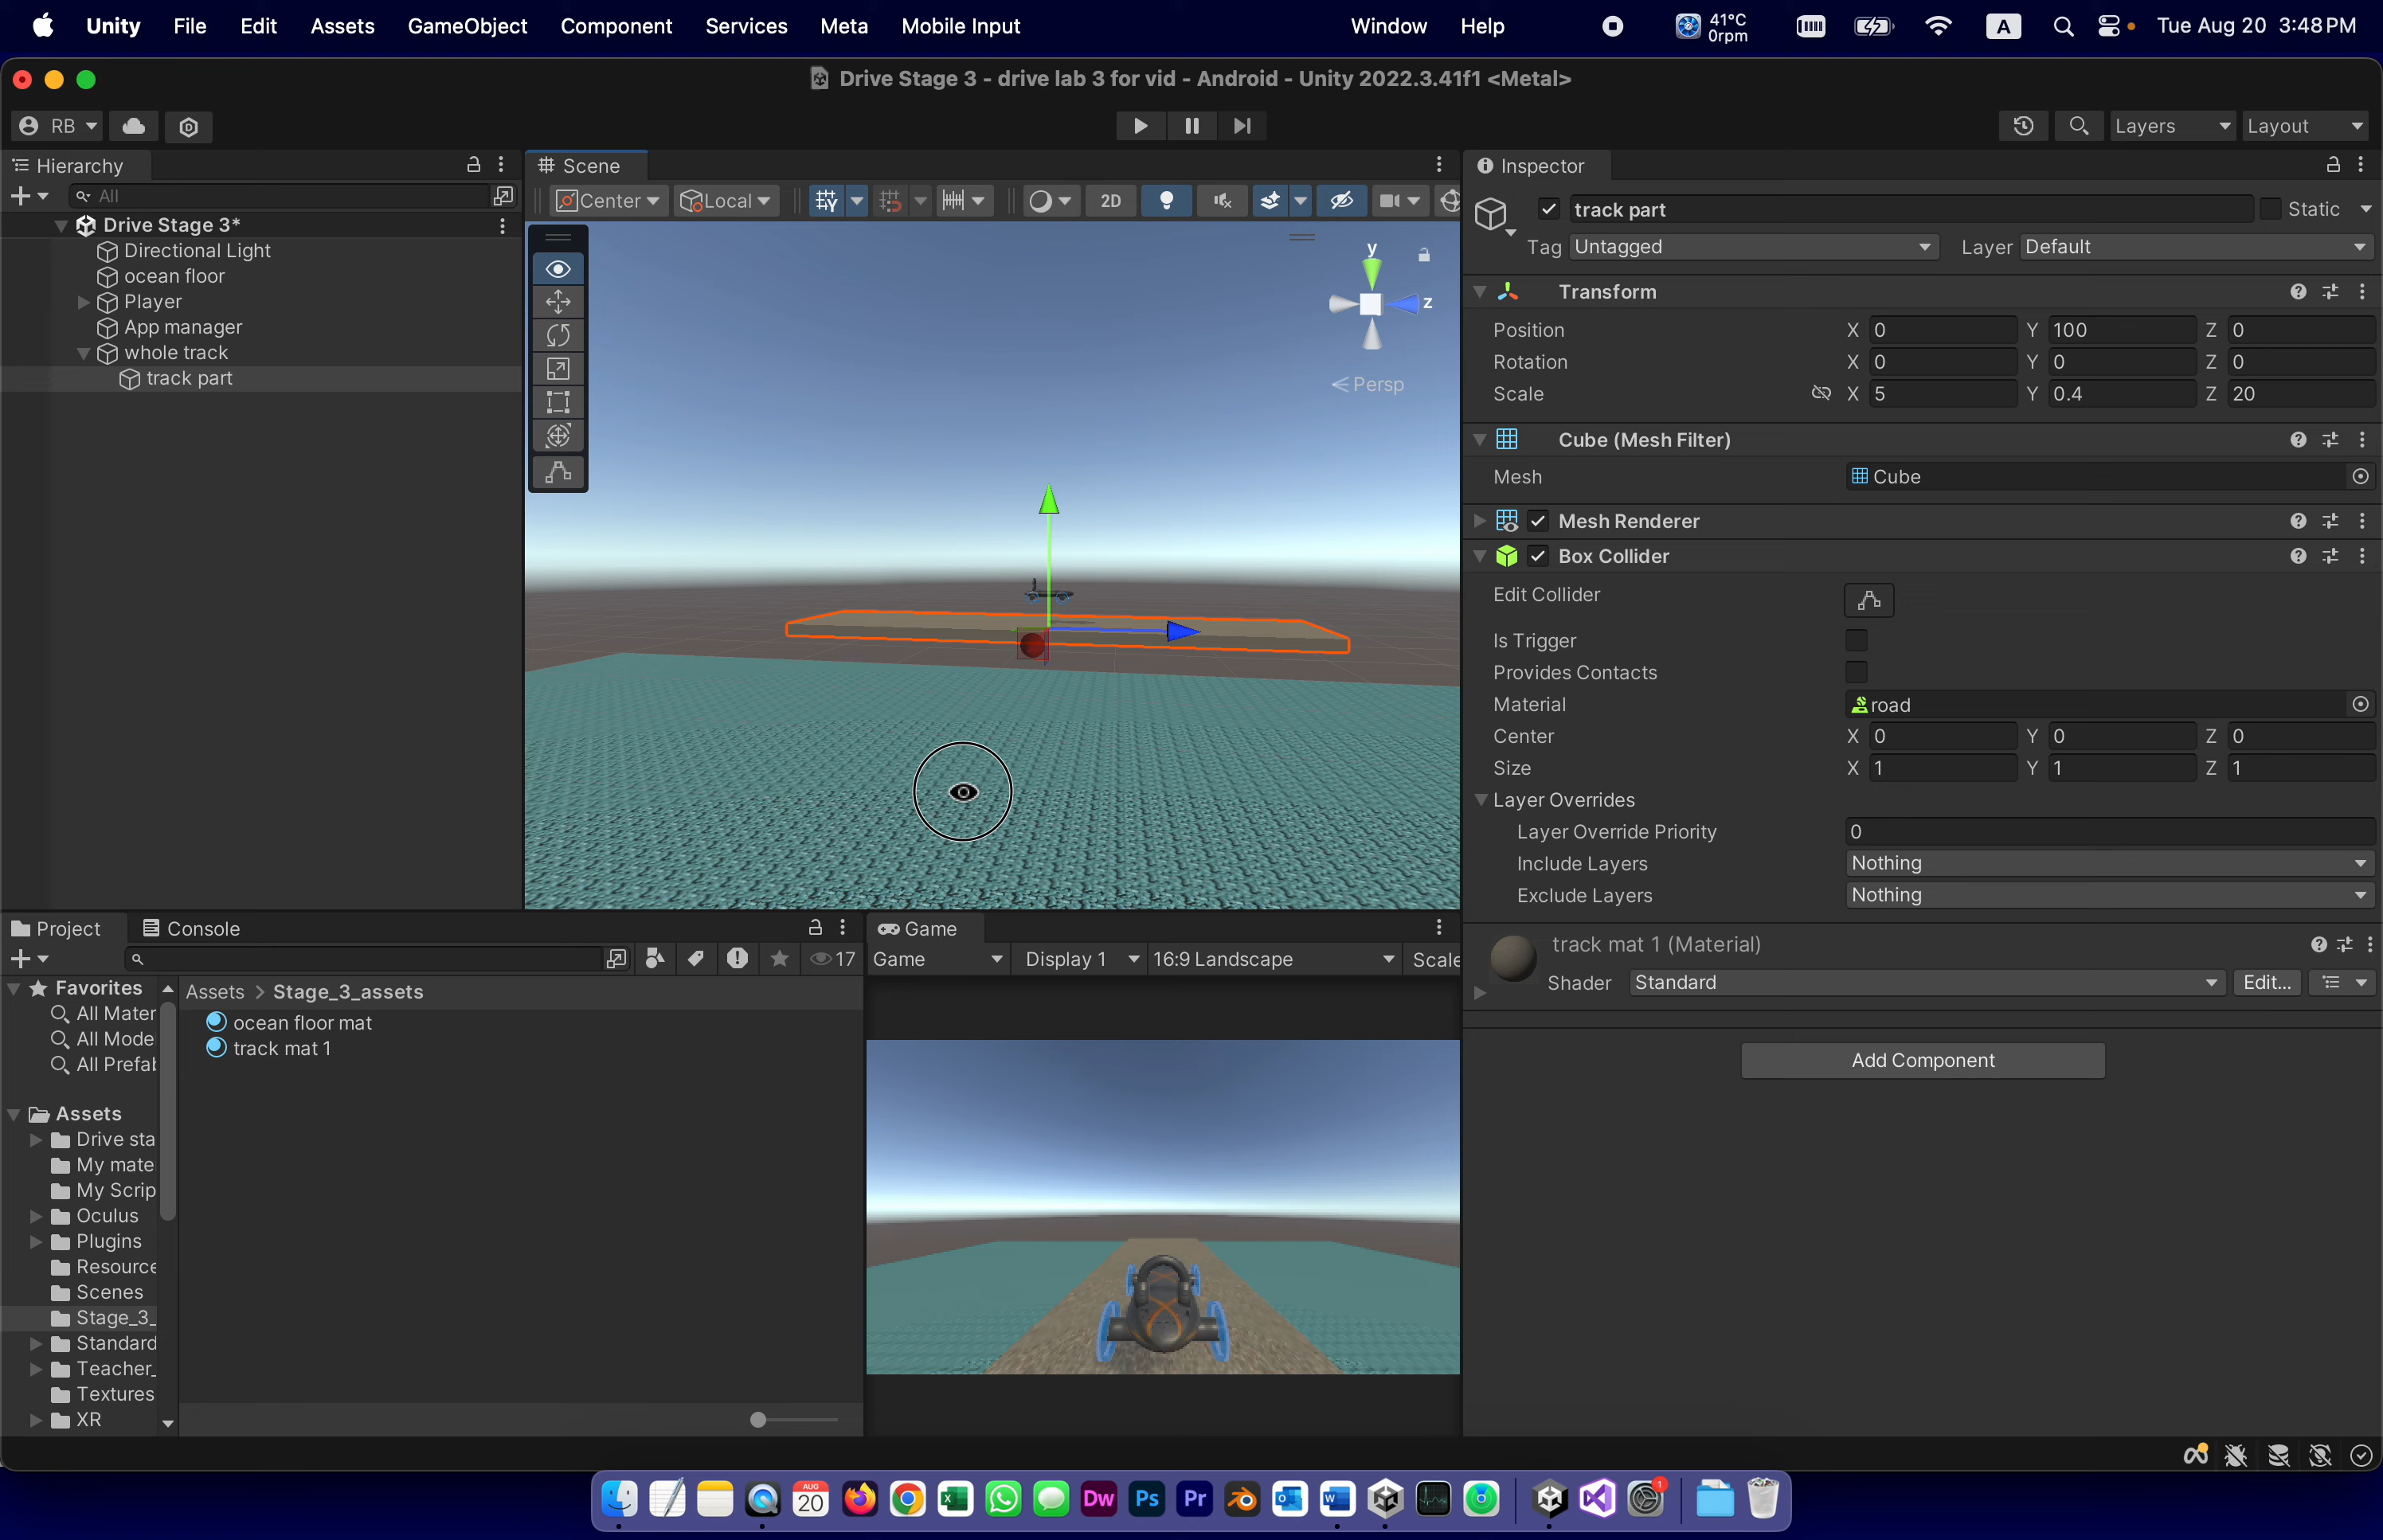 Unity File Edit Assets GameObject Component Services Meta Mobile Input Window Help 41°C 0rpm A Tue Aug 20 3:48 PM
Drive Stage 3 - drive lab 3 for vid - Android - Unity 2022.3.41f1 <Metal>
RB Layers Layout
Hierarchy
All
Drive Stage 3*
Directional Light
ocean floor
Player
App manager
whole track
track part
Scene
Center Local 2D
y
z
Persp
Inspector
track part Static
Tag Untagged Layer Default
Transform
Position X 0 Y 100 Z 0
Rotation X 0 Y 0 Z 0
Scale X 5 Y 0.4 Z 20
Cube (Mesh Filter)
Mesh Cube
Mesh Renderer
Box Collider
Edit Collider
Is Trigger
Provides Contacts
Material road
Center X 0 Y 0 Z 0
Size X 1 Y 1 Z 1
Layer Overrides
Layer Override Priority 0
Include Layers Nothing
Exclude Layers Nothing
track mat 1 (Material)
Shader Standard Edit...
Add Component
Project Console
17
Favorites
All Mater
All Mode
All Prefab
Assets
Drive sta
My mate
My Scrip
Oculus
Plugins
Resource
Scenes
Stage_3_
Standard
Teacher_
Textures
XR
Assets > Stage_3_assets
ocean floor mat
track mat 1
Game
Game Display 1 16:9 Landscape Scale
AUG
20
Dw Ps Pr
1